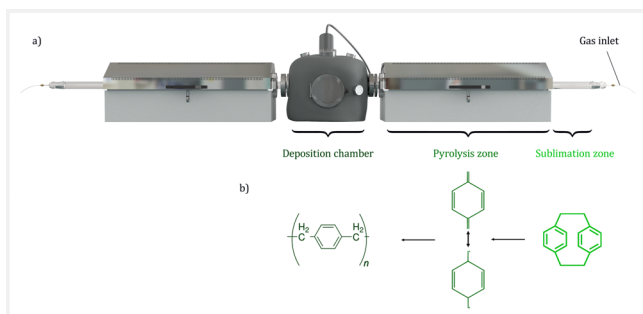 a)
Gas inlet
Deposition chamber
Pyrolysis zone
Sublimation zone
b)
H2
C
H2
C
n